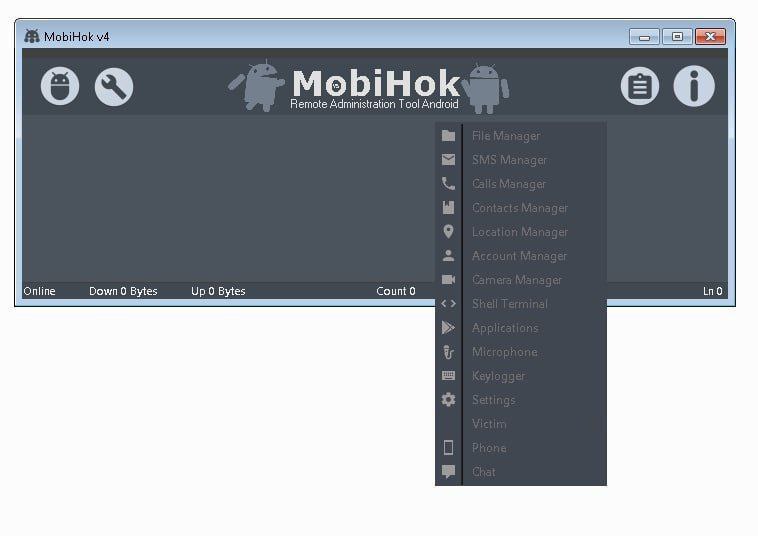 MobiHok v4
MobiHok
Remote Administration Tool Android
File Manager
SMS Manager
Calls Manager
Contacts Manager
Location Manager
Account Manager
Camera Manager
Shell Terminal
Applications
Microphone
Keylogger
Settings
Victim
Phone
Chat
Online Down 0 Bytes Up 0 Bytes Count 0 Ln 0